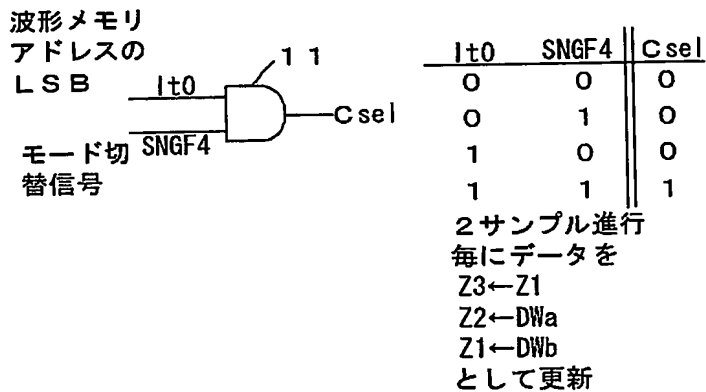 波形メモリ
アドレスの
LSB
It0
11
Csel
モード切
替信号
SNGF4
It0 SNGF4 Csel
0 0 0
0 1 0
1 0 0
1 1 1
2サンプル進行
毎にデータを
Z3←Z1
Z2←DWa
Z1←DWb
として更新